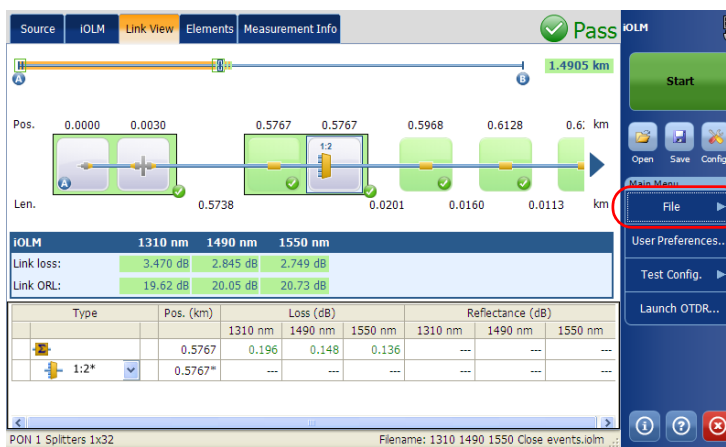 Source iOLM Link View Elements Measurement Info Pass iOLM
1.4905 km
A B
Start
Pos. 0.0000 0.0030 0.5767 0.5767 0.5968 0.6128 0.6: km
1:2
Open Save Config
A
Main Menu
Len. 0.5738 0.0201 0.0160 0.0113 km
File
iOLM 1310 nm 1490 nm 1550 nm
User Preferences...
Link loss: 3.470 dB 2.845 dB 2.749 dB
Test Config.
Link ORL: 19.62 dB 20.05 dB 20.73 dB
Launch OTDR...
Type Pos. (km) Loss (dB) Reflectance (dB)
1310 nm 1490 nm 1550 nm 1310 nm 1490 nm 1550 nm
Σ 0.5767 0.196 0.148 0.136 --- --- ---
1:2* 0.5767* --- --- --- --- --- ---
PON 1 Splitters 1x32 Filename: 1310 1490 1550 Close events.iolm